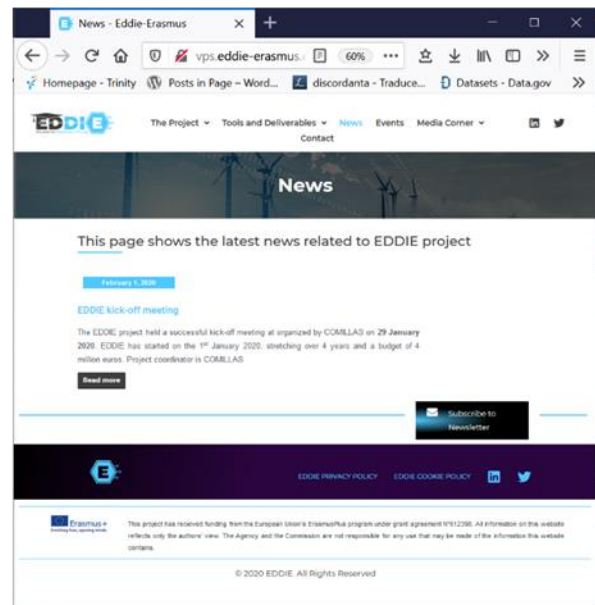 News - Eddie-Erasmus
vps.eddie-erasmus.
60%
Homepage - Trinity
Posts in Page – Word...
discordanta - Traduce...
Datasets - Data.gov
EDDIE
The Project
Tools and Deliverables
News
Events
Media Corner
Contact
News
This page shows the latest news related to EDDIE project
February 1, 2020
EDDIE kick-off meeting
The EDDIE project held a successful kick-off meeting at organized by COMILLAS on 29 January
2020. EDDIE has started on the 1st January 2020, stretching over 4 years and a budget of 4
million euros. Project coordinator is COMILLAS
Read more
Subscribe to
Newsletter
EDDIE PRIVACY POLICY
EDDIE COOKIE POLICY
Erasmus+
This project has received funding from the European Union's ErasmusPlus program under grant agreement N°612398. All information on this website
reflects only the authors' view. The Agency and the Commission are not responsible for any use that may be made of the information this website
contains.
© 2020 EDDIE. All Rights Reserved